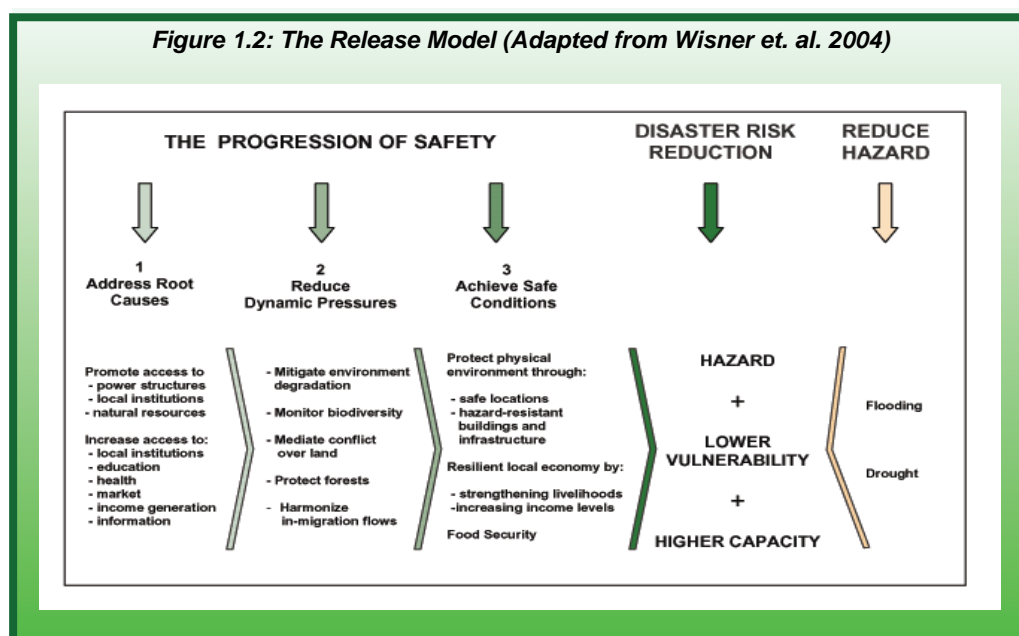 Figure 1.2: The Release Model (Adapted from Wisner et. al. 2004)
THE PROGRESSION OF SAFETY
DISASTER RISK
REDUCTION
REDUCE
HAZARD
1
Address Root
Causes
2
Reduce
Dynamic Pressures
3
Achieve Safe
Conditions
Promote access to
- power structures
- local institutions
- natural resources
Increase access to:
- local institutions
- education
- health
- market
- income generation
- information
- Mitigate environment
degradation
- Monitor biodiversity
- Mediate conflict
over land
- Protect forests
- Harmonize
in-migration flows
Protect physical
environment through:
- safe locations
- hazard-resistant
buildings and
infrastructure
Resilient local economy by:
- strengthening livelihoods
-increasing income levels
Food Security
HAZARD
+
LOWER
VULNERABILITY
+
HIGHER CAPACITY
Flooding
Drought